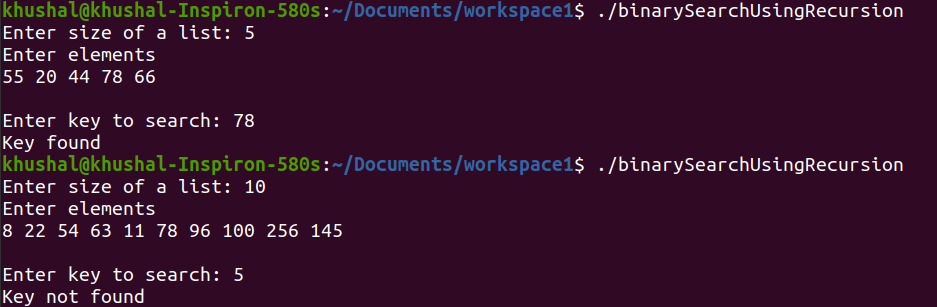 khushal@khushal-Inspiron-580s:~/Documents/workspace1$ ./binarySearchUsingRecursion
Enter size of a list: 5
Enter elements
55 20 44 78 66
Enter key to search: 78
Key found
khushal@khushal-Inspiron-580s:~/Documents/workspace1$ ./binarySearchUsingRecursion
Enter size of a list: 10
Enter elements
8 22 54 63 11 78 96 100 256 145
Enter key to search: 5
Key not found